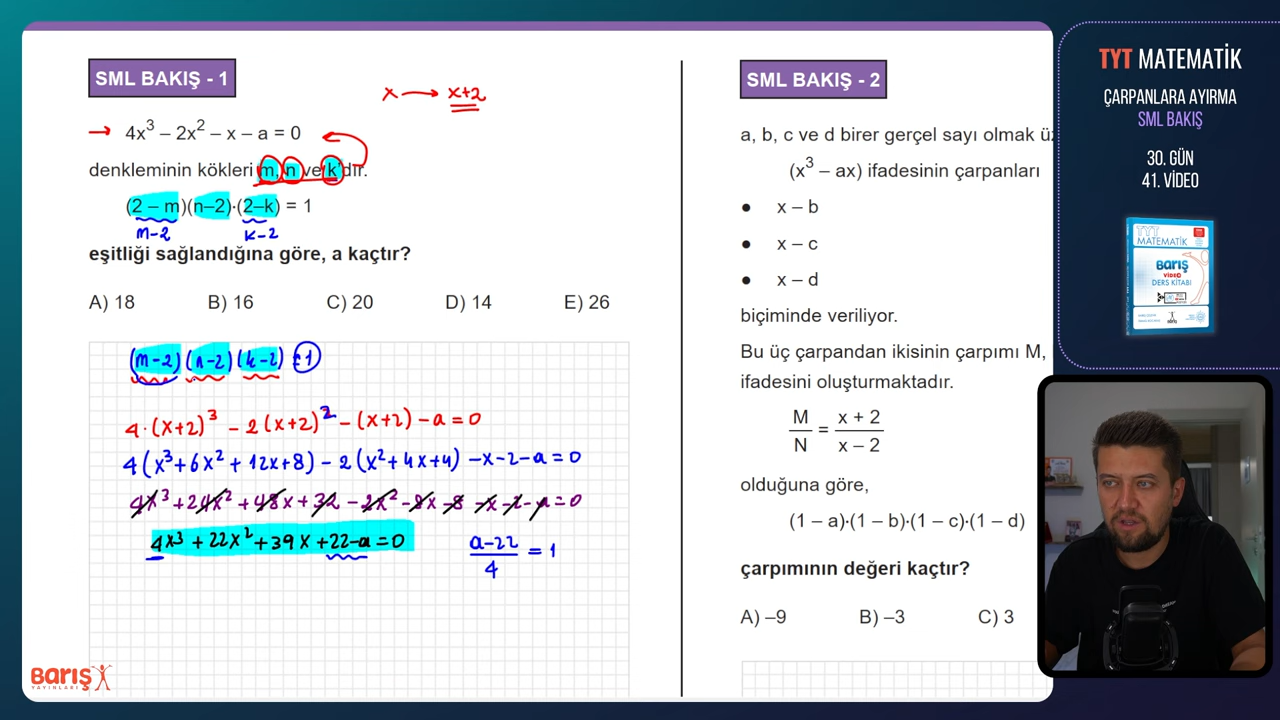 SML BAKIŞ - 1
x → x+2
→ 4x³ – 2x² – x – a = 0
denkleminin kökleri m, n ve k'dır.
(2 – m)(n–2)·(2–k) = 1
m-2 k-2
eşitliği sağlandığına göre, a kaçtır?
A) 18 B) 16 C) 20 D) 14 E) 26
(m-2)(n-2)(k-2) = 1
4·(x+2)³ - 2(x+2)² - (x+2) - a = 0
4(x³+6x²+12x+8) - 2(x²+4x+4) -x-2-a=0
4x³+24x²+48x+32-2x²-8x-8-x-2-a=0
4x³+22x²+39x+22-a=0
a-22/4 = 1
SML BAKIŞ - 2
a, b, c ve d birer gerçel sayı olmak ü
(x³ – ax) ifadesinin çarpanları
● x – b
● x – c
● x – d
biçiminde veriliyor.
Bu üç çarpandan ikisinin çarpımı M,
ifadesini oluşturmaktadır.
M/N = x + 2/x – 2
olduğuna göre,
(1 – a)·(1 – b)·(1 – c)·(1 – d)
çarpımının değeri kaçtır?
A) –9 B) –3 C) 3
TYT MATEMATİK
ÇARPANLARA AYIRMA
SML BAKIŞ
30. GÜN
41. VİDEO
TYT
MATEMATİK
BARIŞ
VİDEO
DERS KİTABI
BARIŞ
YAYINLARI